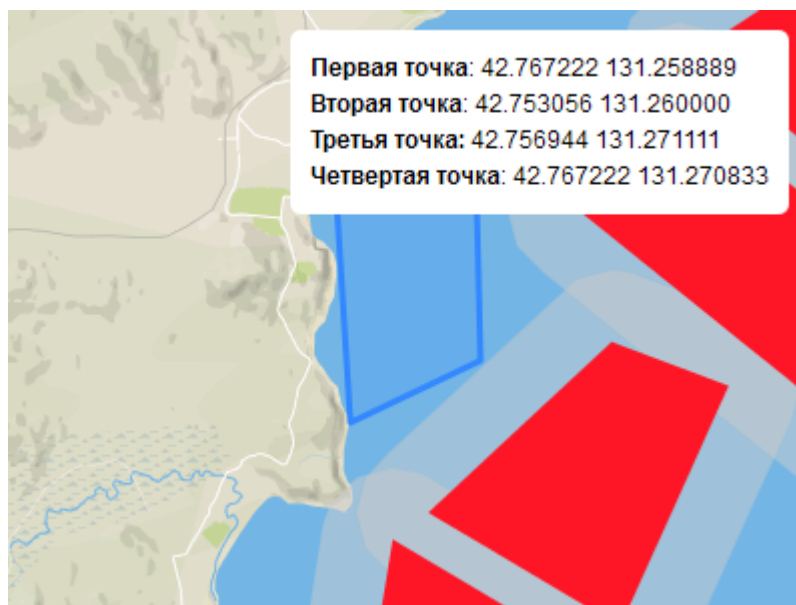 Первая точка: 42.767222 131.258889
Вторая точка: 42.753056 131.260000
Третья точка: 42.756944 131.271111
Четвертая точка: 42.767222 131.270833